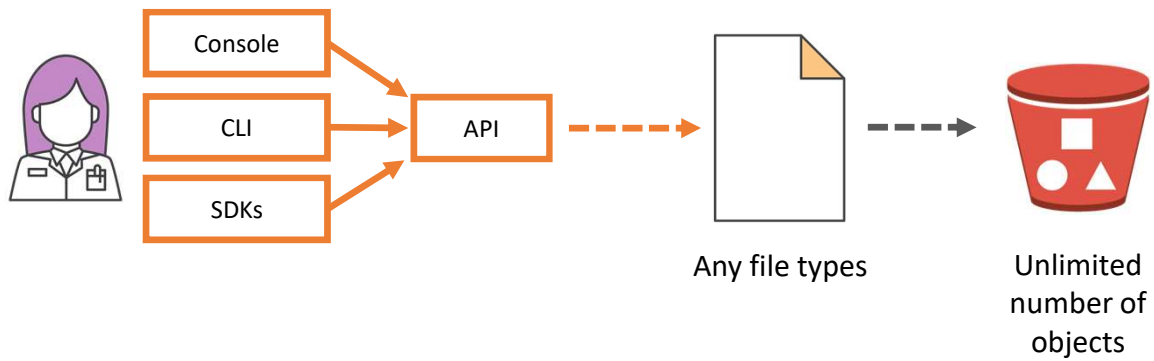 Console
CLI
SDKs
API
Any file types
Unlimited
number of
objects